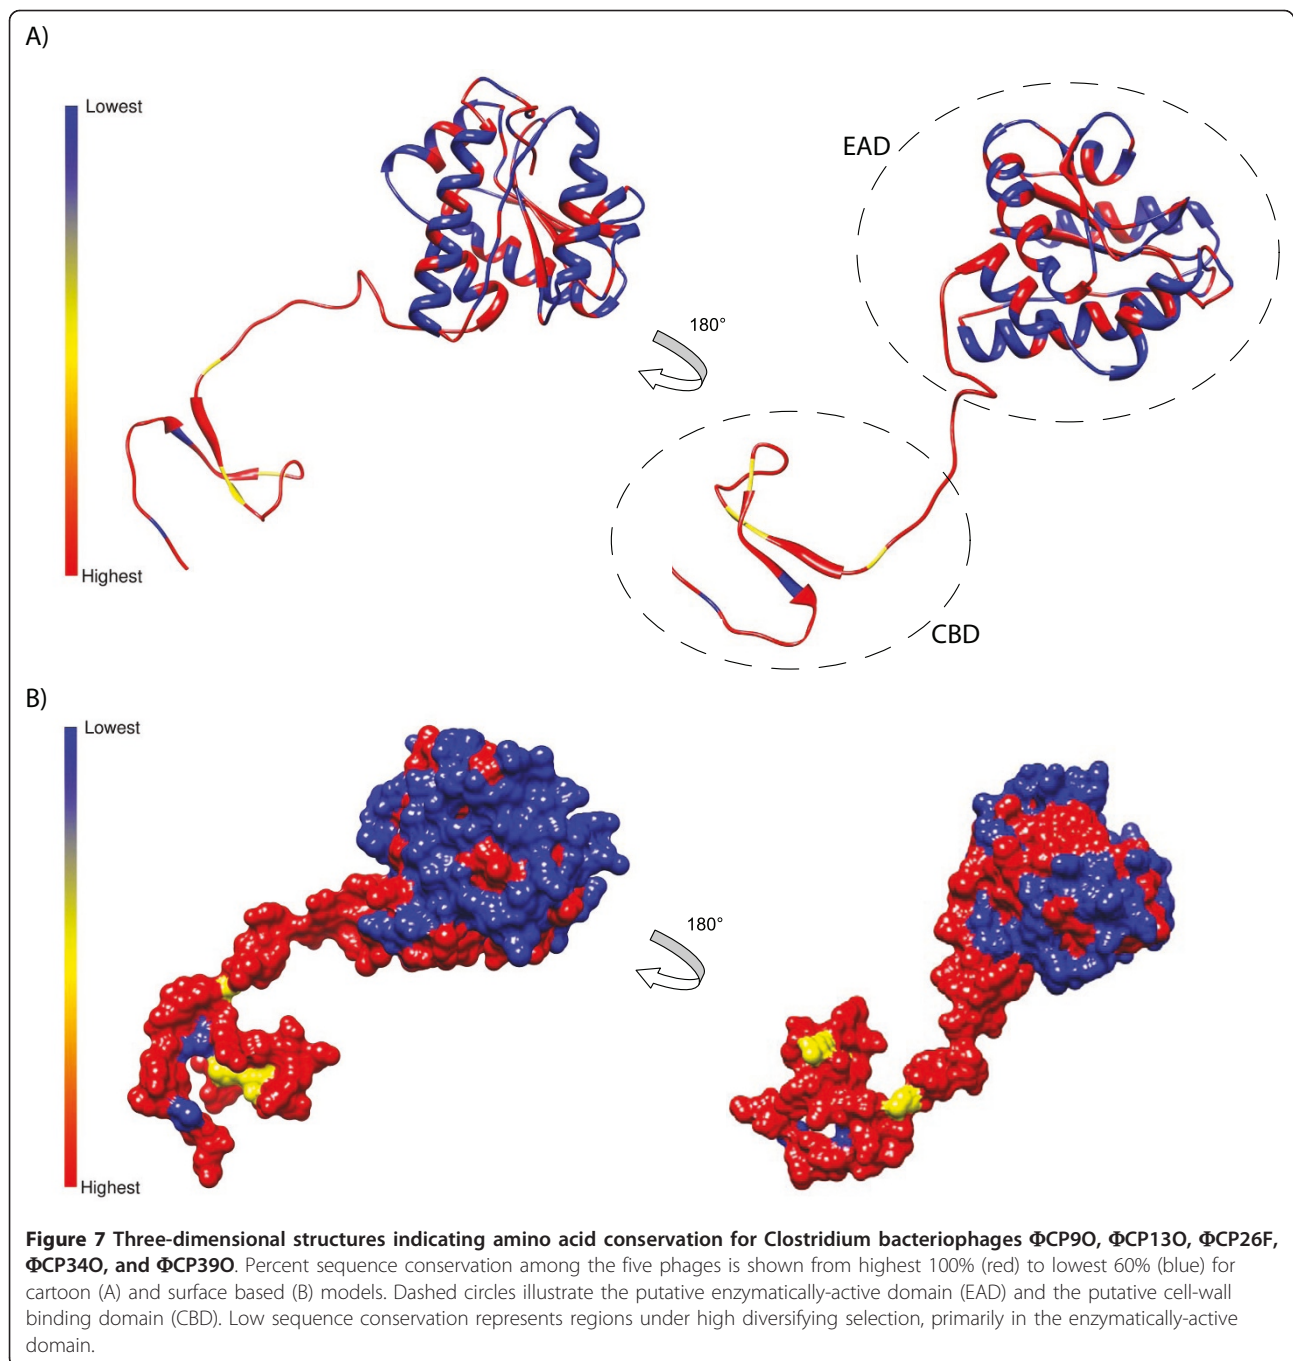 A)
Lowest
EAD
180°
Highest
CBD
B)
Lowest
180°
Highest
Figure 7 Three-dimensional structures indicating amino acid conservation for Clostridium bacteriophages ΦCP9O, ΦCP13O, ΦCP26F,
ΦCP34O, and ΦCP39O. Percent sequence conservation among the five phages is shown from highest 100% (red) to lowest 60% (blue) for
cartoon (A) and surface based (B) models. Dashed circles illustrate the putative enzymatically-active domain (EAD) and the putative cell-wall
binding domain (CBD). Low sequence conservation represents regions under high diversifying selection, primarily in the enzymatically-active
domain.